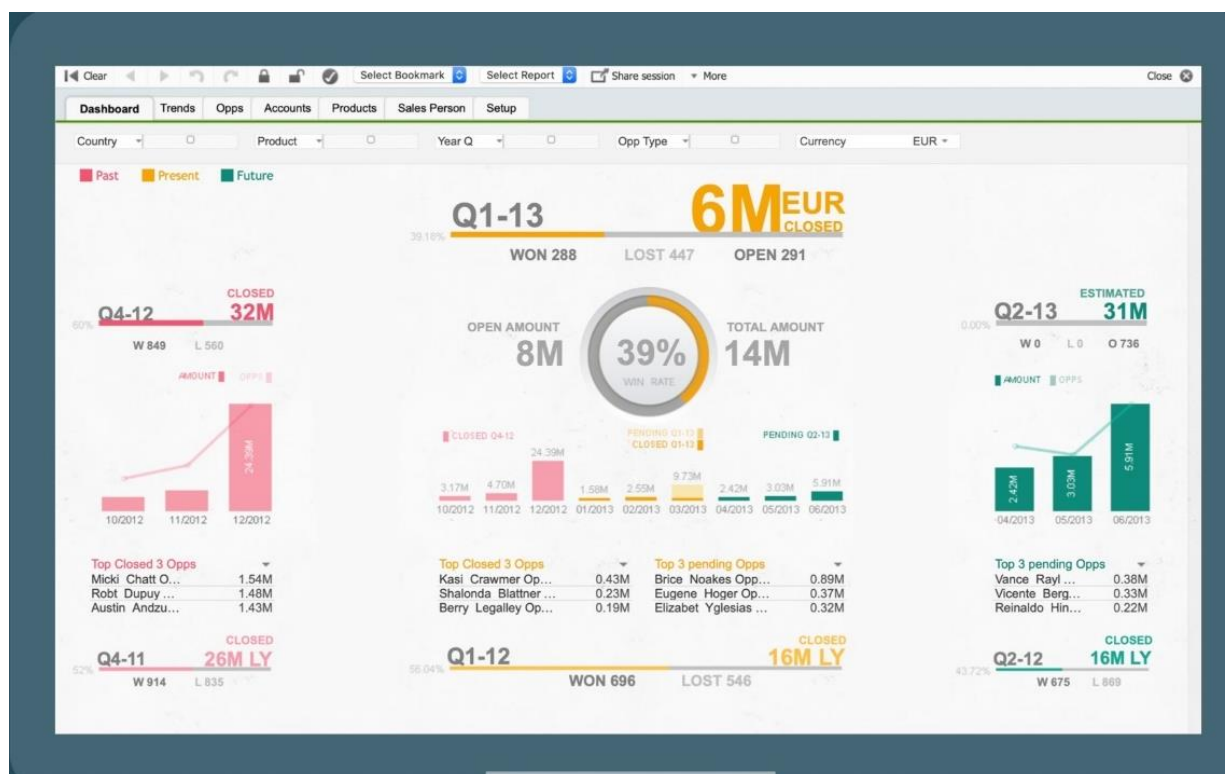 Clear Select Bookmark Select Report Share session More Close
Dashboard Trends Opps Accounts Products Sales Person Setup
Country Product Year Q Opp Type Currency EUR
Past Present Future
Q1-13 6M EUR CLOSED
39.18%
WON 288 LOST 447 OPEN 291
CLOSED
Q4-12 32M
60%
W 849 L 560
AMOUNT OPPS
24.39M
10/2012 11/2012 12/2012
OPEN AMOUNT
8M
39%
WIN RATE
TOTAL AMOUNT
14M
ESTIMATED
Q2-13 31M
0.00%
W 0 L 0 O 736
AMOUNT OPPS
2.42M 3.03M 5.91M
04/2013 05/2013 06/2013
CLOSED Q4-12 PENDING Q1-13 PENDING Q2-13
CLOSED Q1-13
3.17M 4.70M 24.39M 1.58M 2.55M 9.73M 2.42M 3.03M 5.91M
10/2012 11/2012 12/2012 01/2013 02/2013 03/2013 04/2013 05/2013 06/2013
Top Closed 3 Opps
Micki Chatt O... 1.54M
Robt Dupuy ... 1.48M
Austin Andzu... 1.43M
Top Closed 3 Opps
Kasi Crawmer Op... 0.43M
Shalonda Blattner ... 0.23M
Berry Legalley Op... 0.19M
Top 3 pending Opps
Brice Noakes Opp... 0.89M
Eugene Hoger Op... 0.37M
Elizabet Yglesias ... 0.32M
Top 3 pending Opps
Vance Rayl ... 0.38M
Vicente Berg... 0.33M
Reinaldo Hin... 0.22M
CLOSED
Q4-11 26M LY
52%
W 914 L 835
CLOSED
Q1-12 16M LY
56.04%
WON 696 LOST 546
CLOSED
Q2-12 16M LY
43.72%
W 675 L 869